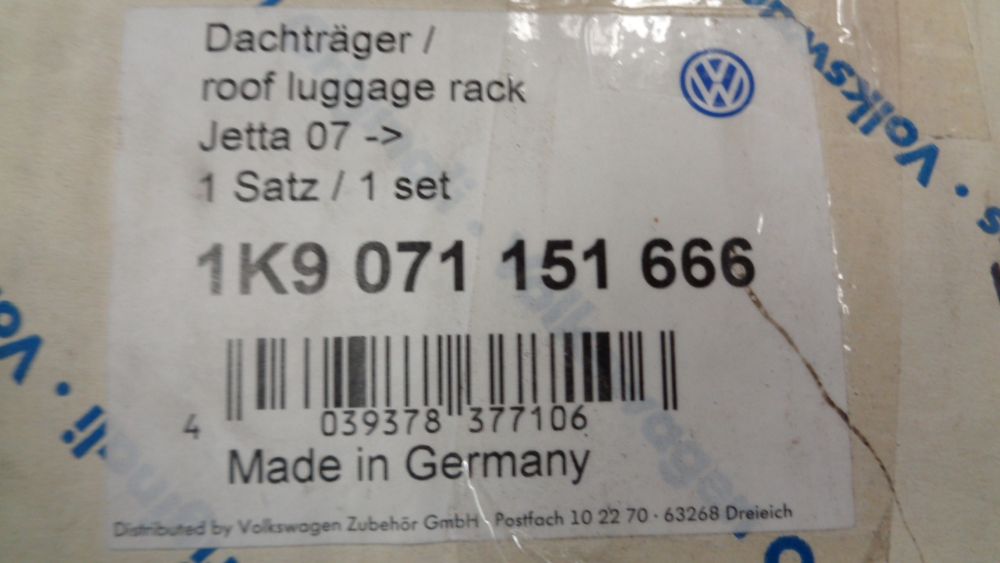 Dachträger /
roof luggage rack
Jetta 07 ->
1 Satz / 1 set
1K9 071 151 666
4 039378 377106
Made in Germany
Distributed by Volkswagen Zubehör GmbH · Postfach 10 22 70 · 63268 Dreieich
Volksw